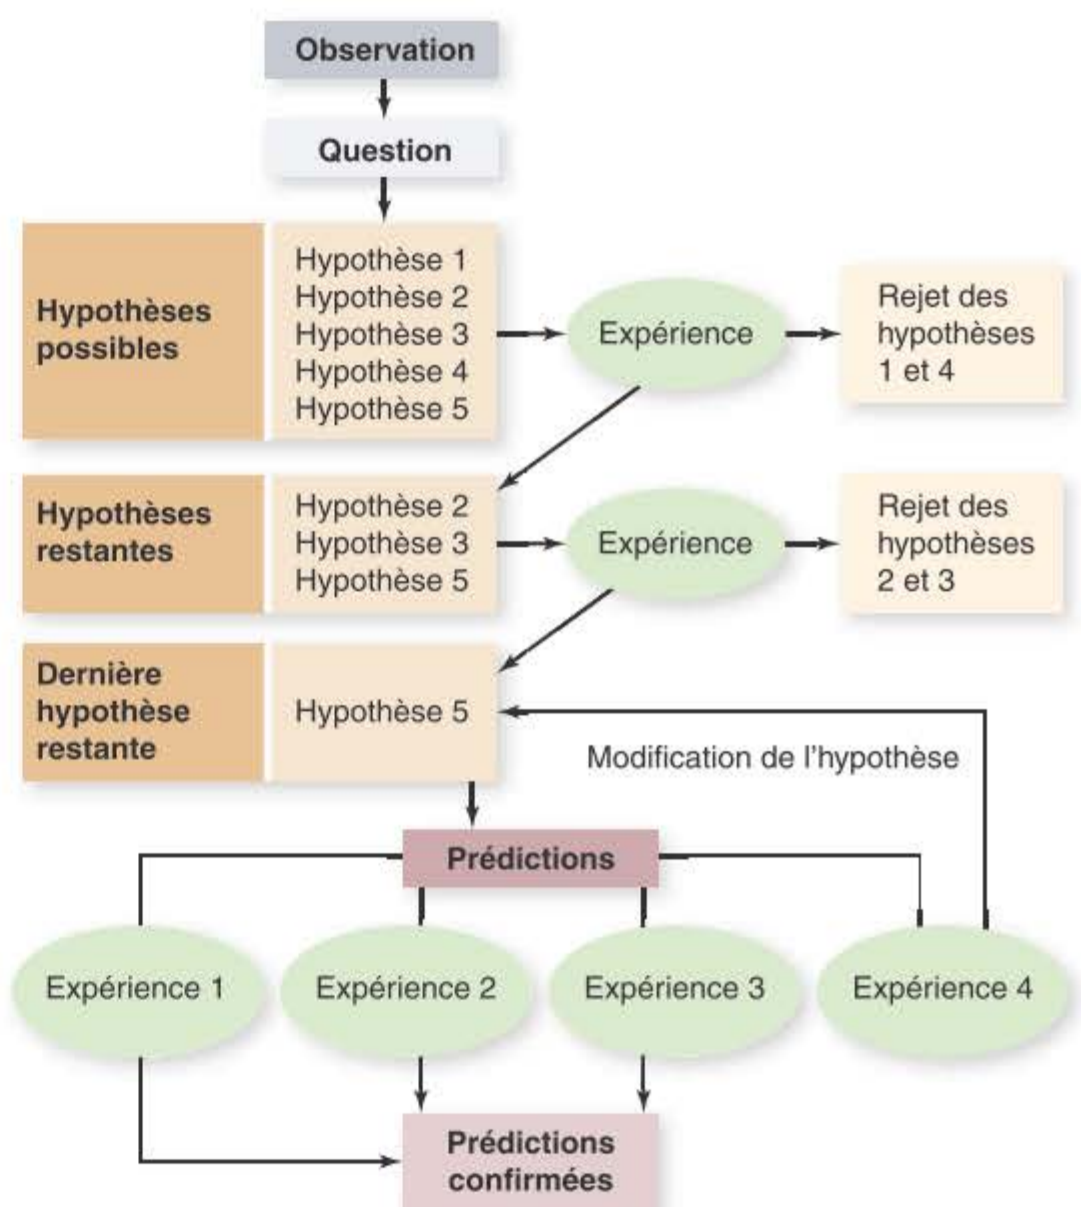 Observation
Question
Hypothèses
possibles
Hypothèse 1
Hypothèse 2
Hypothèse 3
Hypothèse 4
Hypothèse 5
Expérience
Rejet des
hypothèses
1 et 4
Hypothèses
restantes
Hypothèse 2
Hypothèse 3
Hypothèse 5
Expérience
Rejet des
hypothèses
2 et 3
Dernière
hypothèse
restante
Hypothèse 5
Modification de l'hypothèse
Prédictions
Expérience 1
Expérience 2
Expérience 3
Expérience 4
Prédictions
confirmées